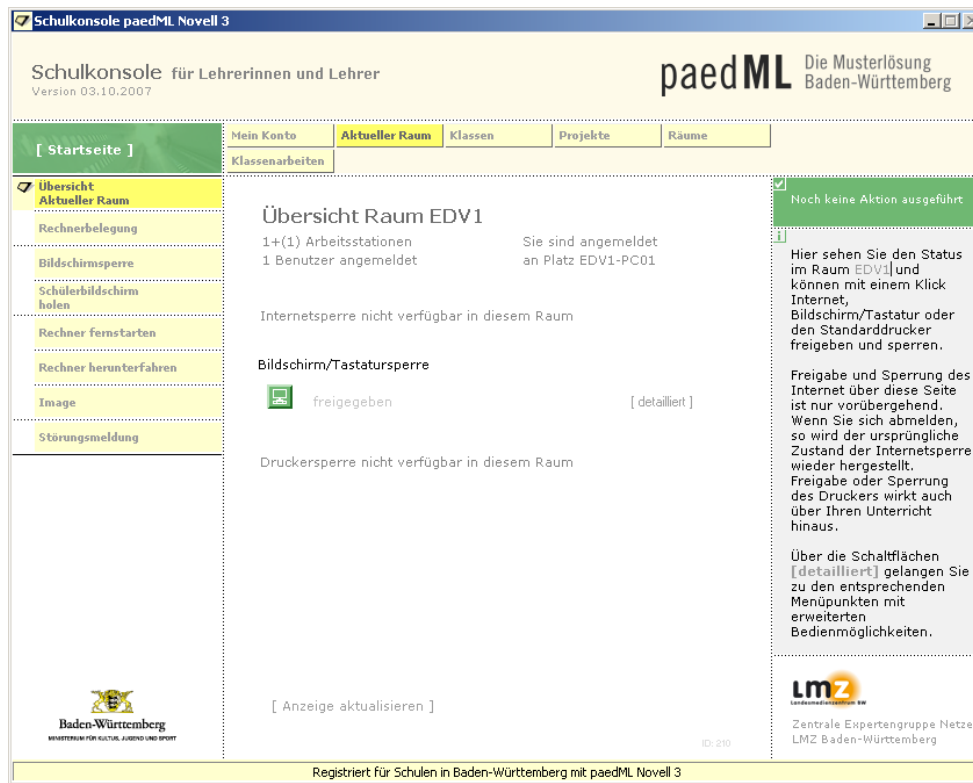 Schulkonsole paedML Novell 3
Schulkonsole für Lehrerinnen und Lehrer
Version 03.10.2007
paedML Die Musterlösung
Baden-Württemberg
[ Startseite ]
Mein Konto Aktueller Raum Klassen Projekte Räume
Klassenarbeiten
Übersicht
Aktueller Raum
Rechnerbelegung
Bildschirmsperre
Schülerbildschirm
holen
Rechner fernstarten
Rechner herunterfahren
Image
Störungsmeldung
Übersicht Raum EDV1
1+(1) Arbeitsstationen Sie sind angemeldet
1 Benutzer angemeldet an Platz EDV1-PC01
Internetsperre nicht verfügbar in diesem Raum
Bildschirm/Tastatursperre
freigegeben [ detailliert ]
Druckersperre nicht verfügbar in diesem Raum
[ Anzeige aktualisieren ]
ID: 210
Noch keine Aktion ausgeführt
Hier sehen Sie den Status
im Raum EDV1 und
können mit einem Klick
Internet,
Bildschirm/Tastatur oder
den Standarddrucker
freigeben und sperren.
Freigabe und Sperrung des
Internet über diese Seite
ist nur vorübergehend.
Wenn Sie sich abmelden,
so wird der ursprüngliche
Zustand der Internetsperre
wieder hergestellt.
Freigabe oder Sperrung
des Druckers wirkt auch
über Ihren Unterricht
hinaus.
Über die Schaltflächen
[detailliert] gelangen Sie
zu den entsprechenden
Menüpunkten mit
erweiterten
Bedienmöglichkeiten.
Baden-Württemberg
MINISTERIUM FÜR KULTUS, JUGEND UND SPORT
LMZ
Landesmedienzentrum BW
Zentrale Expertengruppe Netze
LMZ Baden-Württemberg
Registriert für Schulen in Baden-Württemberg mit paedML Novell 3